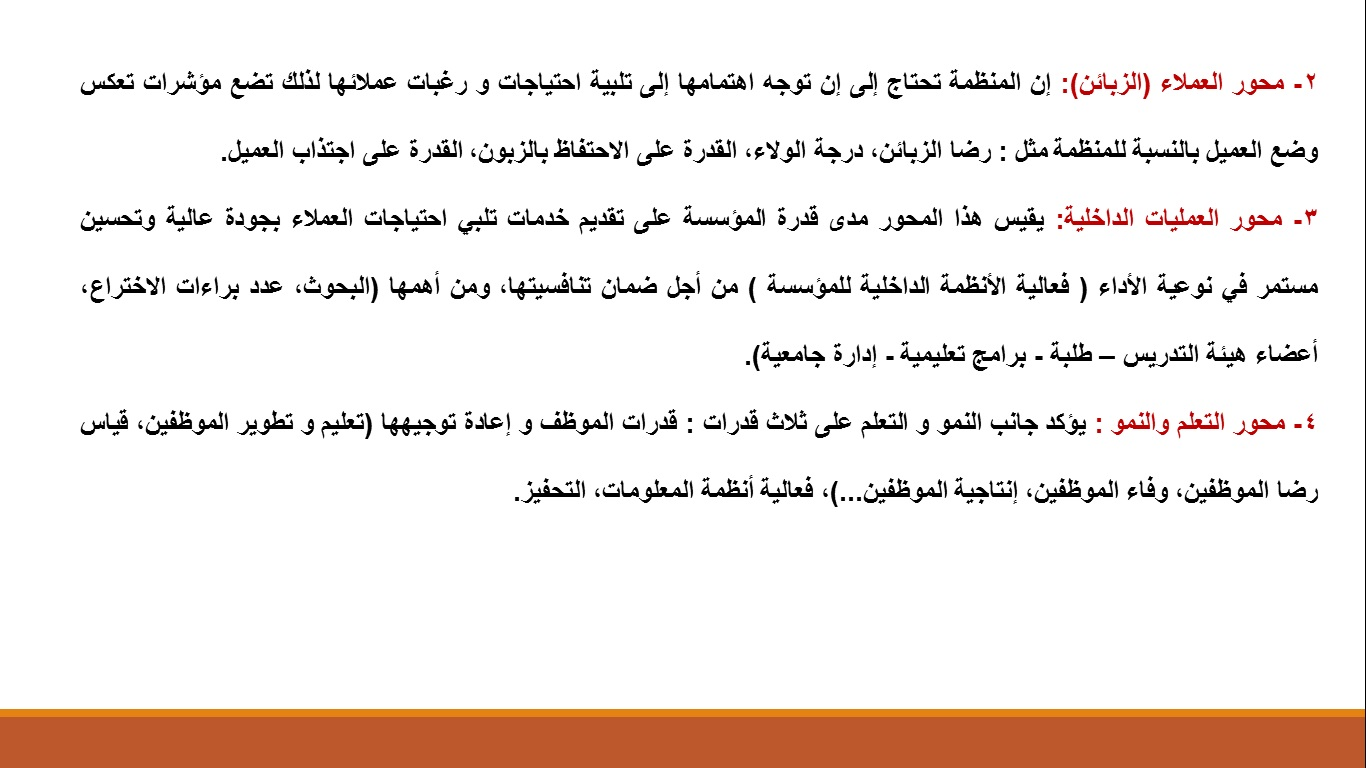 ٢- محور العملاء (الزبائن): إن المنظمة تحتاج إلى إن توجه اهتمامها إلى تلبية احتياجات و رغبات عملائها لذلك تضع مؤشرات تعكس
وضع العميل بالنسبة للمنظمة مثل : رضا الزبائن، درجة الولاء، القدرة على الاحتفاظ بالزبون، القدرة على اجتذاب العميل.
٣- محور العمليات الداخلية: يقيس هذا المحور مدى قدرة المؤسسة على تقديم خدمات تلبي احتياجات العملاء بجودة عالية وتحسين
مستمر في نوعية الأداء ( فعالية الأنظمة الداخلية للمؤسسة ) من أجل ضمان تنافسيتها، ومن أهمها (البحوث، عدد براءات الاختراع،
أعضاء هيئة التدريس – طلبة - برامج تعليمية - إدارة جامعية).
٤- محور التعلم والنمو : يؤكد جانب النمو و التعلم على ثلاث قدرات : قدرات الموظف و إعادة توجيهها (تعليم و تطوير الموظفين، قياس
رضا الموظفين، وفاء الموظفين، إنتاجية الموظفين...)، فعالية أنظمة المعلومات، التحفيز.